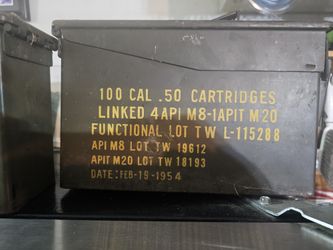 100 CAL .50 CARTRIDGES
LINKED 4API M8-1APIT M20
FUNCTIONAL LOT TW L-115288
API M8 LOT TW 19612
APIT M20 LOT TW 18193
DATE: FEB-19-1954